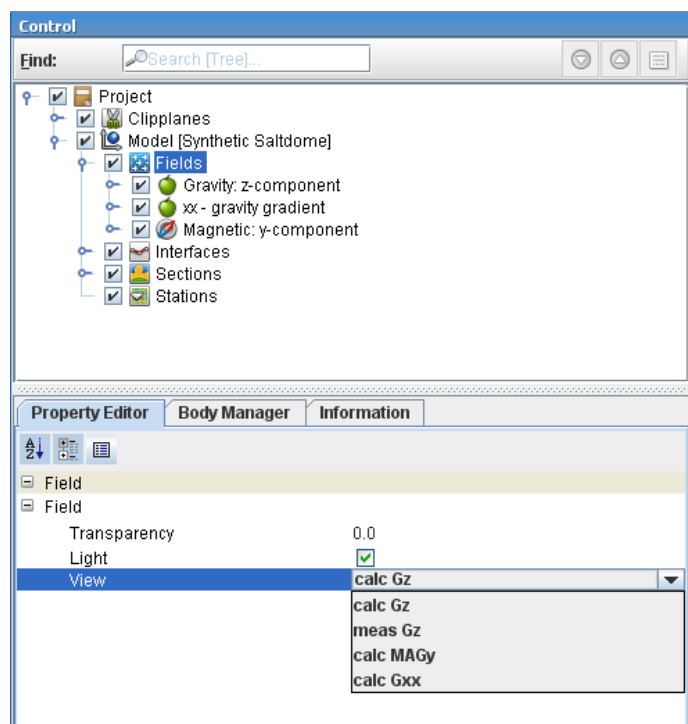 Control
Find: Search [Tree]...
Project
Clipplanes
Model [Synthetic Saltdome]
Fields
Gravity: z-component
xx - gravity gradient
Magnetic: y-component
Interfaces
Sections
Stations
Property Editor Body Manager Information
Field
Field
Transparency 0.0
Light
View calc Gz
calc Gz
meas Gz
calc MAGy
calc Gxx